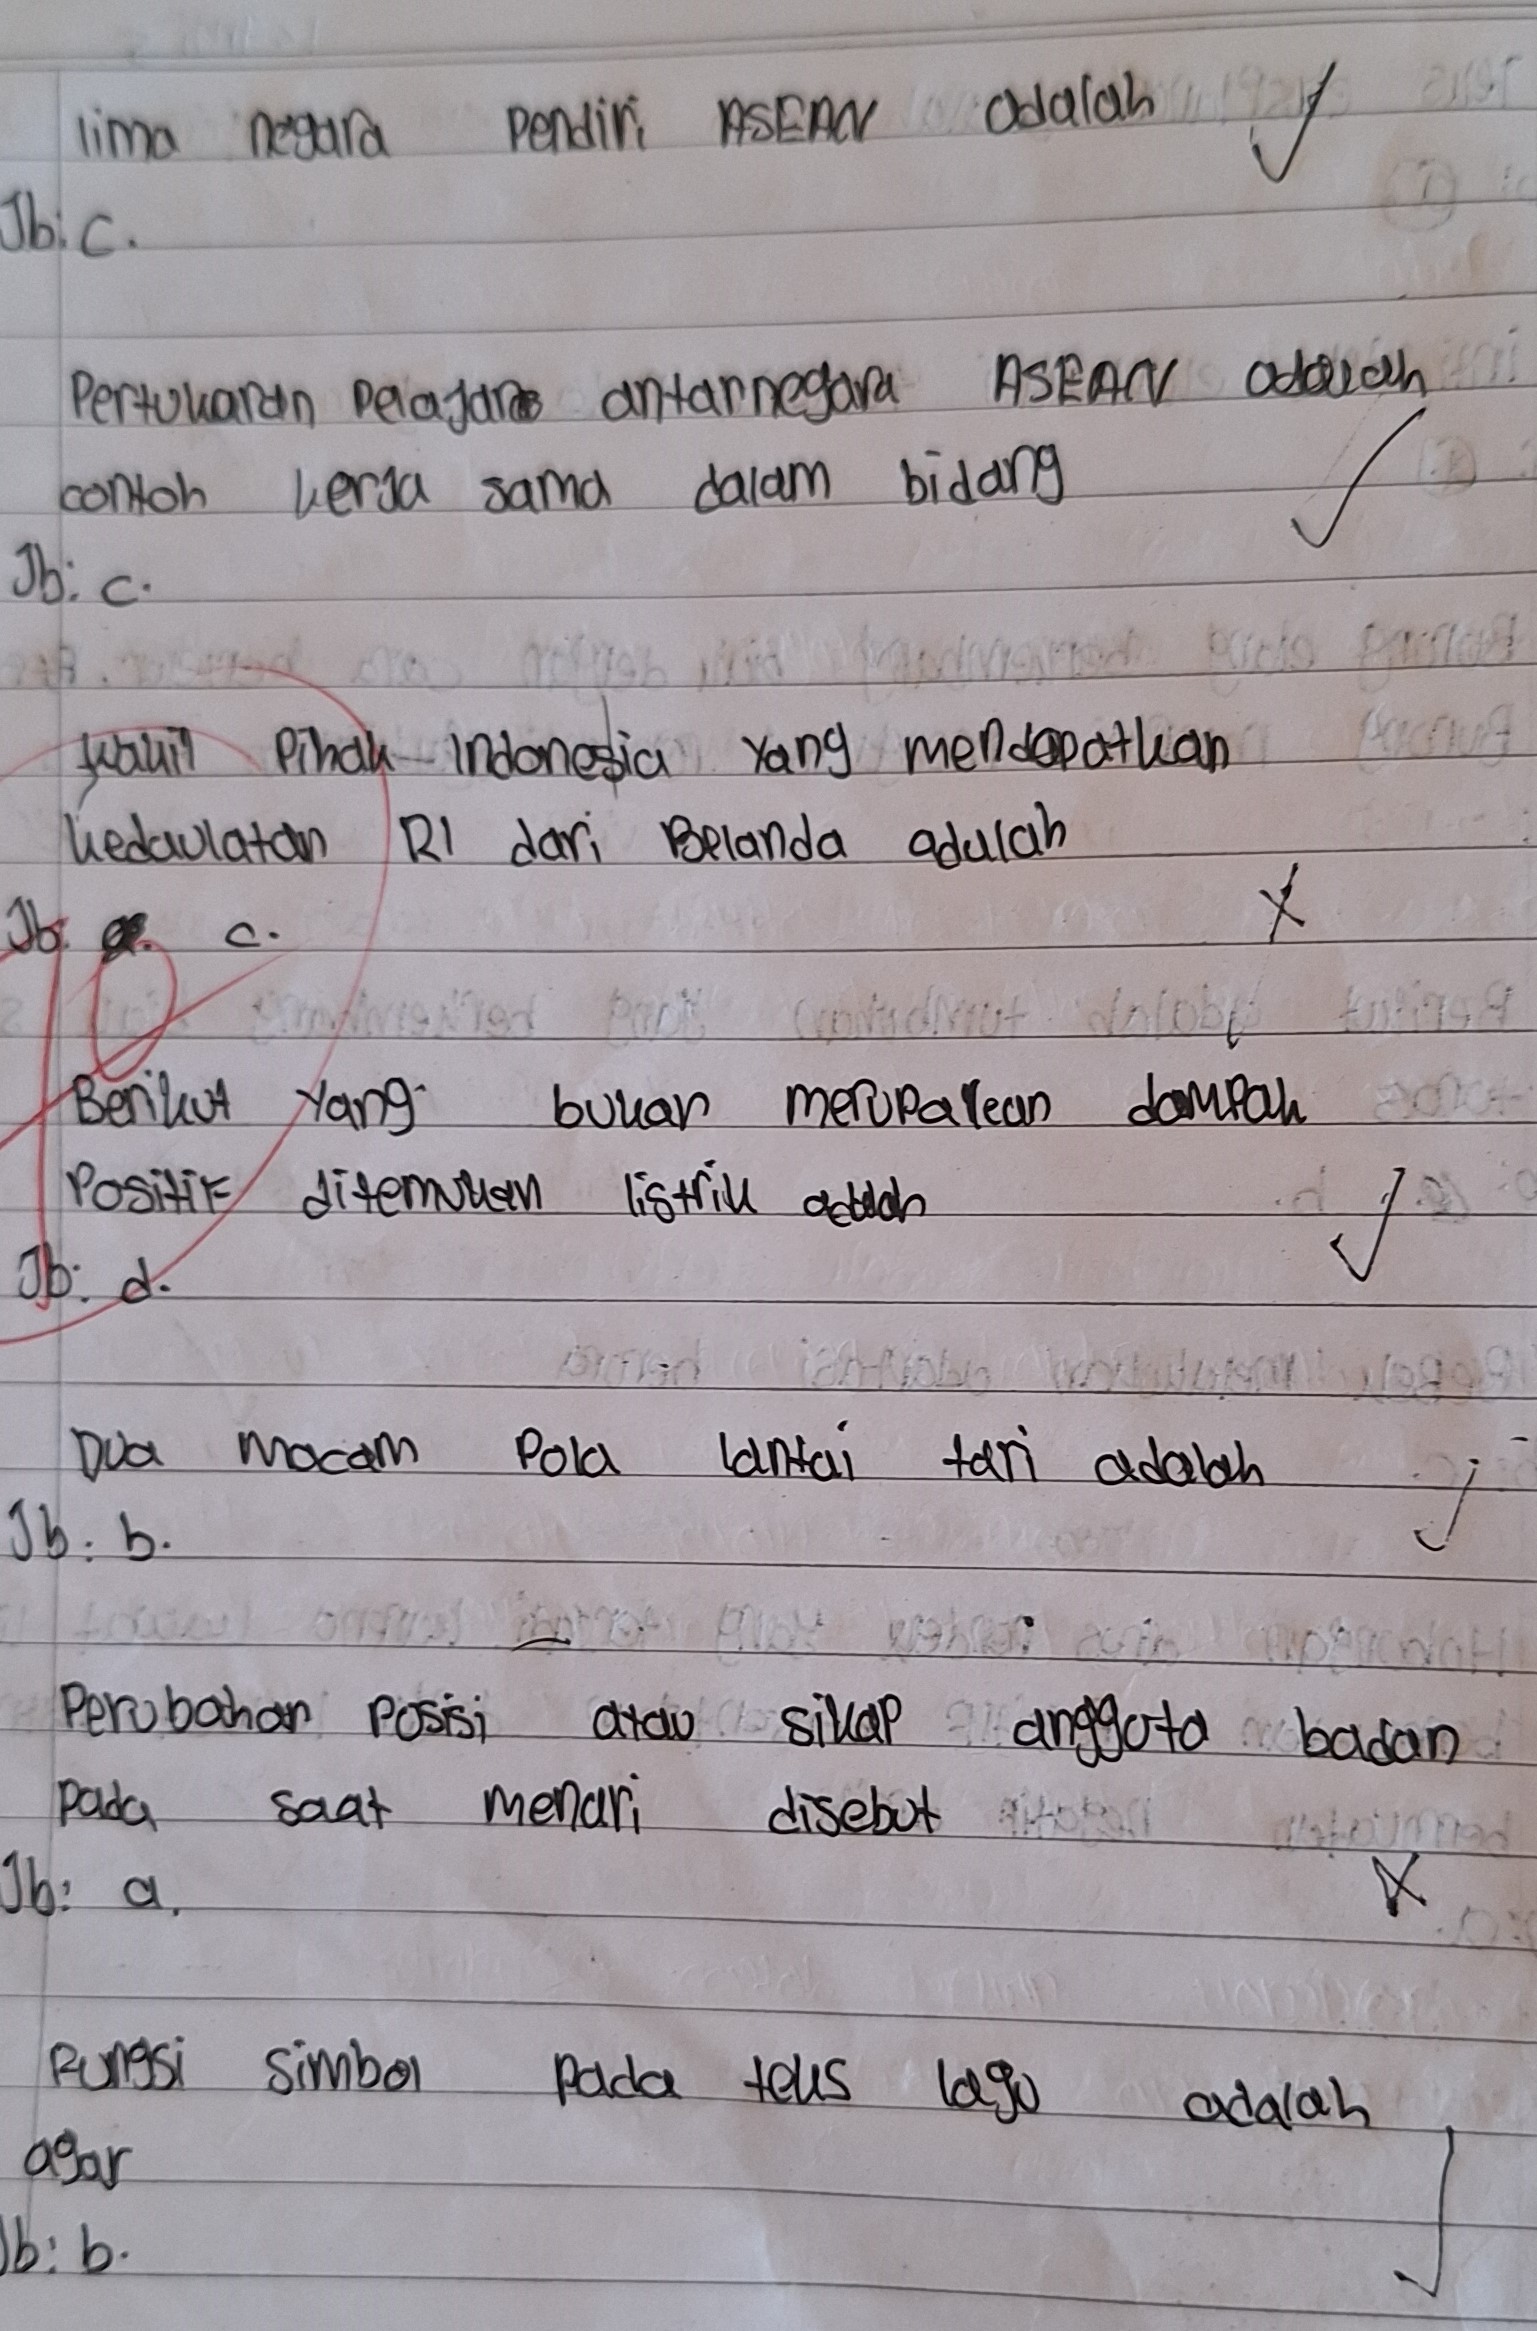 lima negara Pendiri ASEAN adalah
Jb: C.
Pertukaran Pelajar antarnegara ASEAN adalah
contoh kerja sama dalam bidang
Jb: c.
wakil Pihak Indonesia Yang mendapatkan
kedaulatan RI dari Belanda adalah
Jb: c.
Berikut Yang bukan merupakan dampak
Positif ditemukan listrik adalah
Jb: d.
Dua macam Pola lantai tari adalah
Jb: b.
Perubahan Posisi atau sikap anggota badan
Pada saat menari disebut
Jb: a.
Fungsi simbol Pada teks lagu adalah
agar
Jb: b.